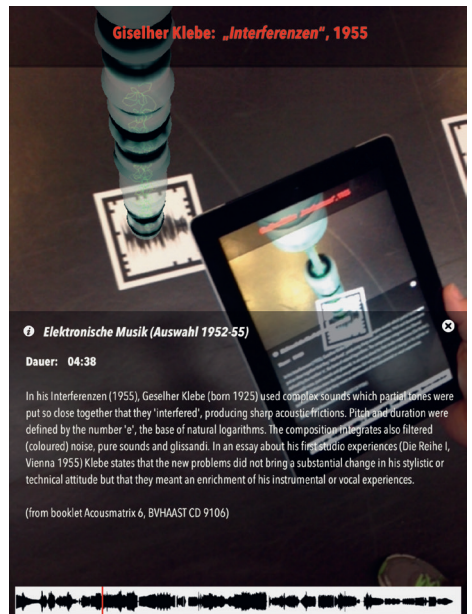 Giselher Klebe: „Interferenzen“, 1955
Elektronische Musik (Auswahl 1952-55)
Dauer: 04:38
In his Interferenzen (1955), Geselher Klebe (born 1925) used complex sounds which partial tones were
put so close together that they 'interfered', producing sharp acoustic frictions. Pitch and duration were
defined by the number 'e', the base of natural logarithms. The composition integrates also filtered
(coloured) noise, pure sounds and glissandi. In an essay about his first studio experiences (Die Reihe I,
Vienna 1955) Klebe states that the new problems did not bring a substantial change in his stylistic or
technical attitude but that they meant an enrichment of his instrumental or vocal experiences.
(from booklet Acousmatrix 6, BVHAAST CD 9106)